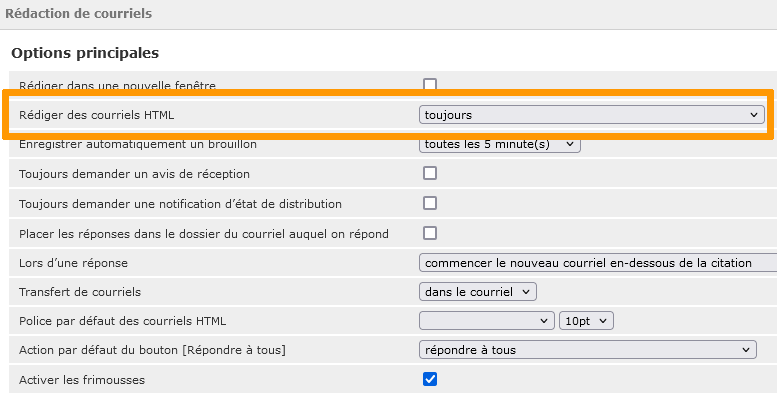 Rédaction de courriels
Options principales
Rédiger dans une nouvelle fenêtre
Rédiger des courriels HTML toujours
Enregistrer automatiquement un brouillon toutes les 5 minute(s)
Toujours demander un avis de réception
Toujours demander une notification d’état de distribution
Placer les réponses dans le dossier du courriel auquel on répond
Lors d’une réponse commencer le nouveau courriel en-dessous de la citation
Transfert de courriels dans le courriel
Police par défaut des courriels HTML 10pt
Action par défaut du bouton [Répondre à tous] répondre à tous
Activer les frimousses